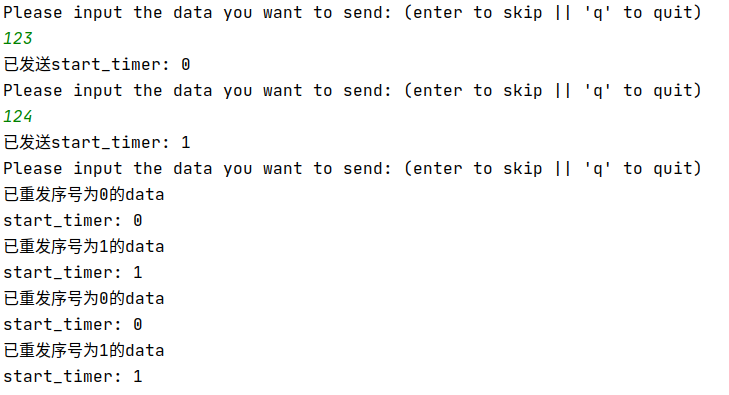 Please input the data you want to send: (enter to skip || 'q' to quit)
123
已发送start_timer: 0
Please input the data you want to send: (enter to skip || 'q' to quit)
124
已发送start_timer: 1
Please input the data you want to send: (enter to skip || 'q' to quit)
已重发序号为0的data
start_timer: 0
已重发序号为1的data
start_timer: 1
已重发序号为0的data
start_timer: 0
已重发序号为1的data
start_timer: 1